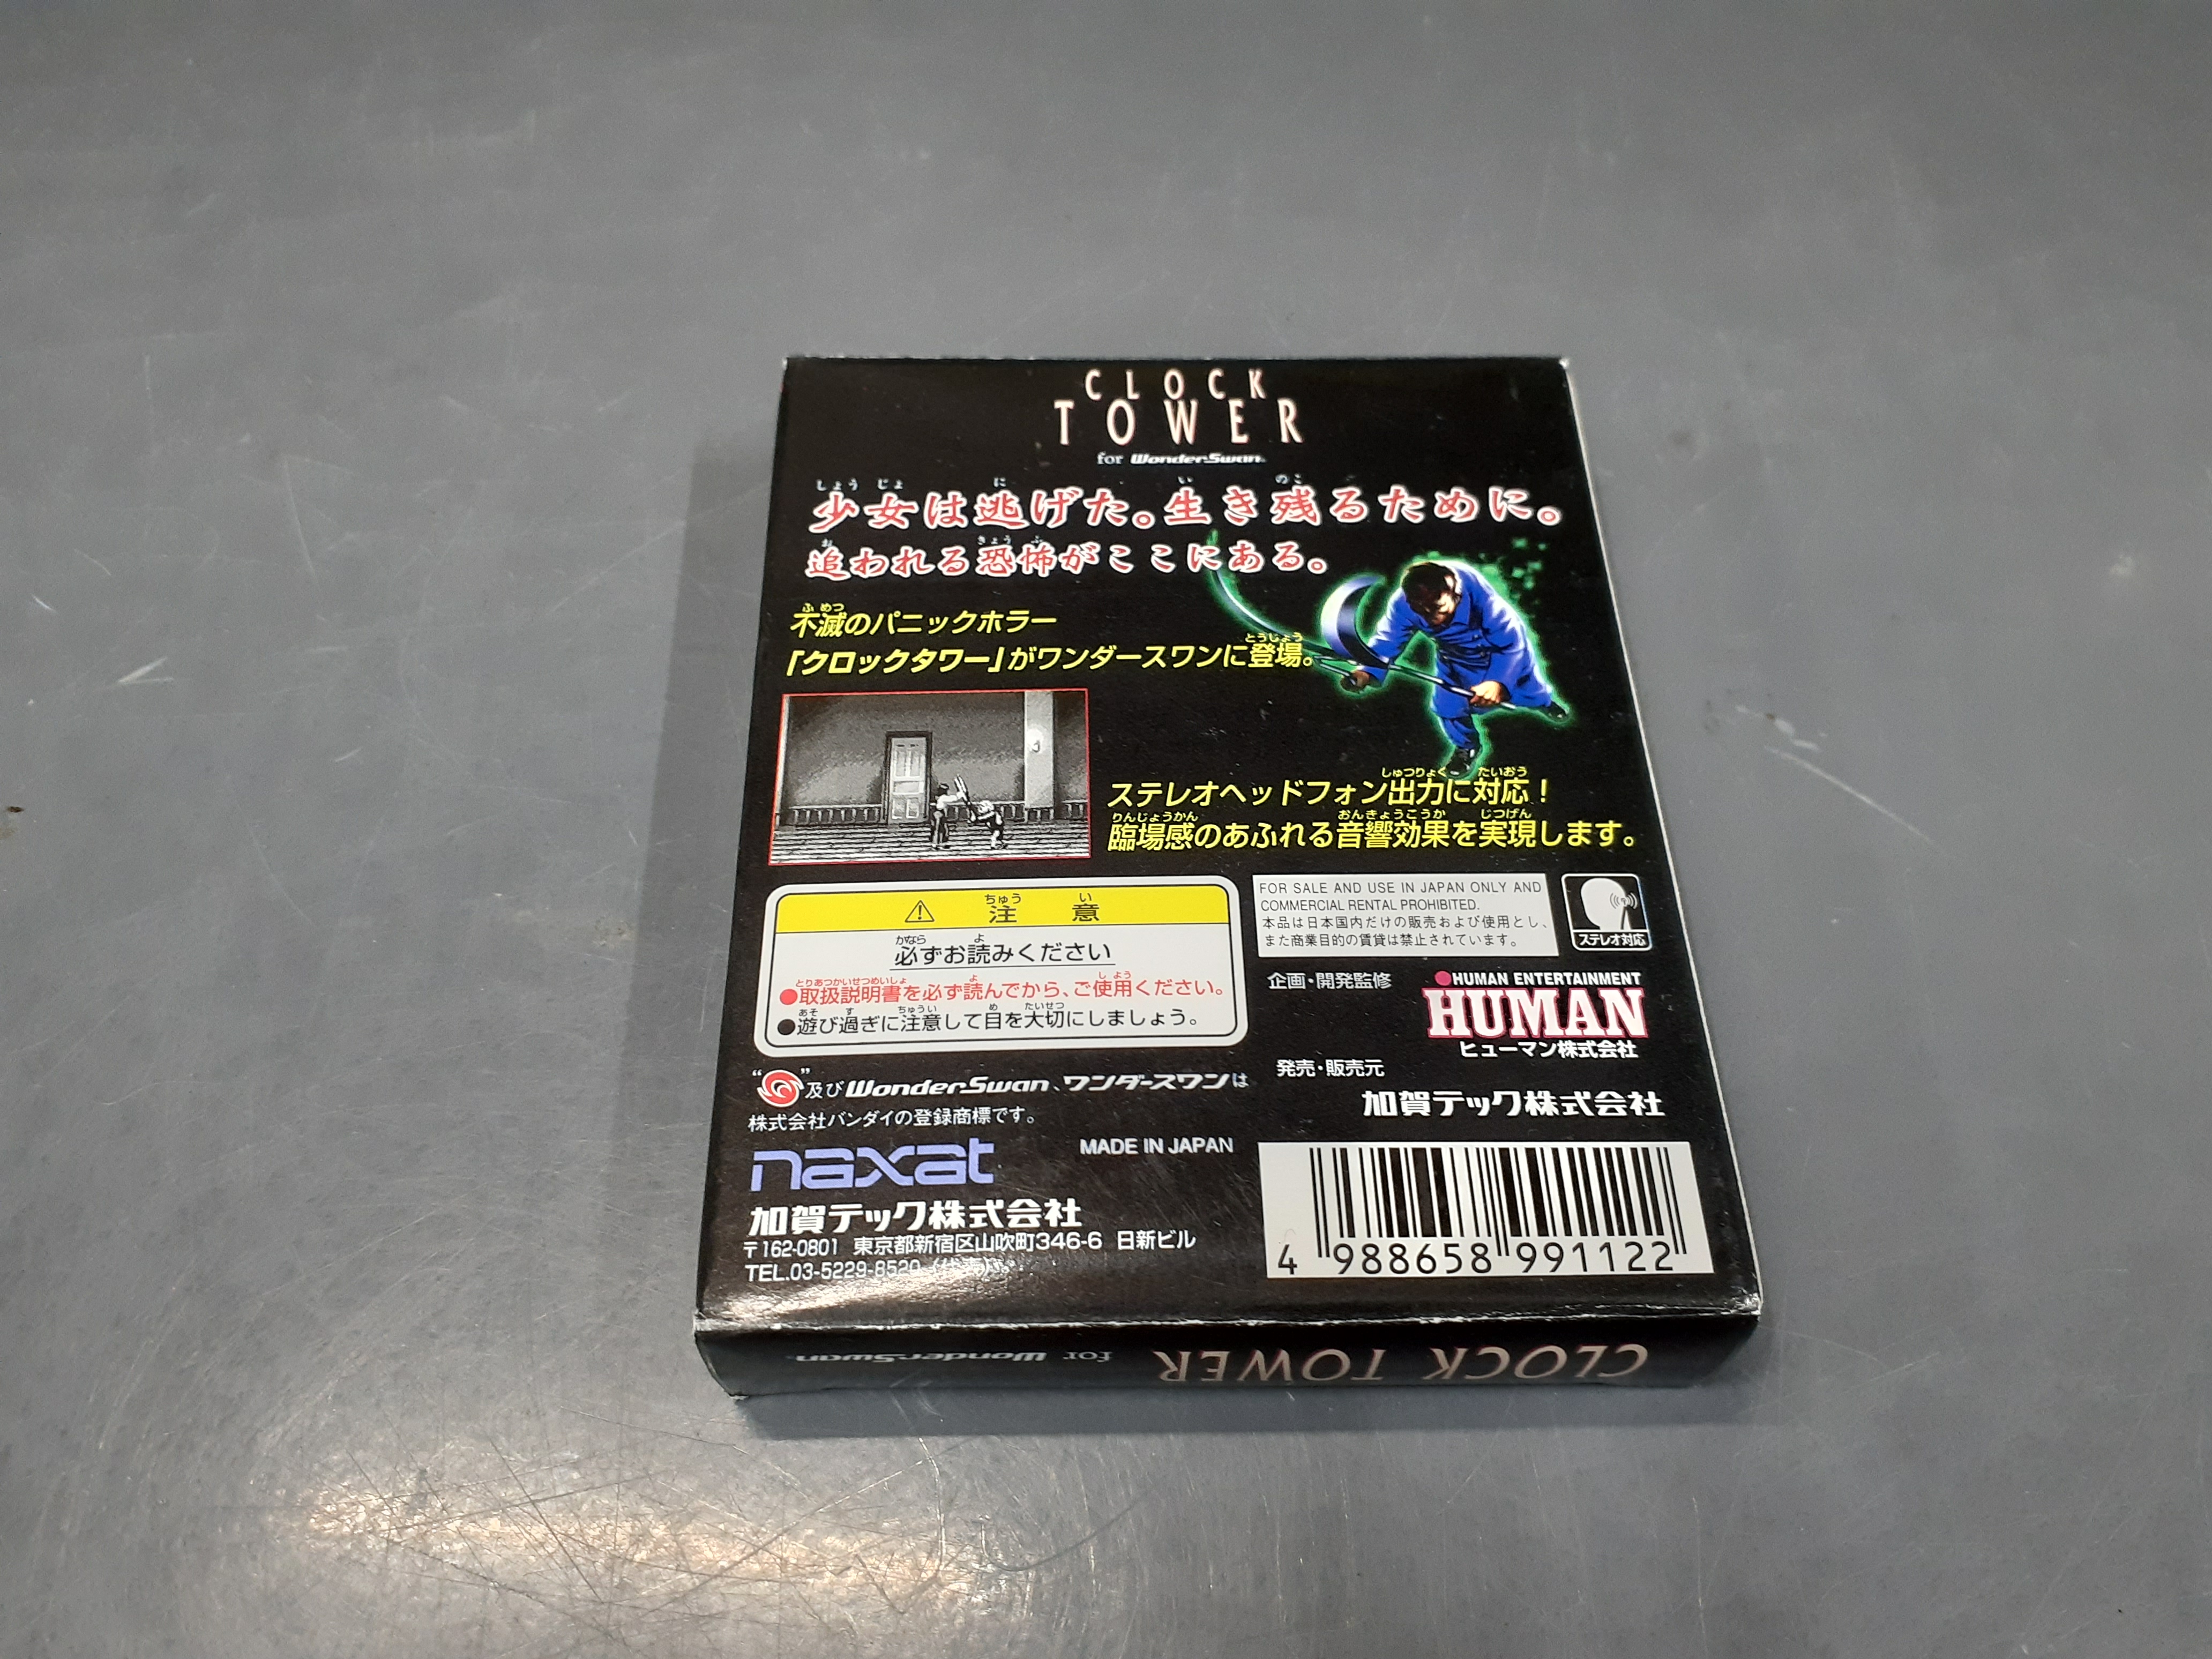 CLOCK
TOWER
for WonderSwan
少女は逃げた。生き残るために。
追われる恐怖がここにある。
不滅のパニックホラー
「クロックタワー」がワンダースワンに登場。
ステレオヘッドフォン出力に対応！
臨場感のあふれる音響効果を実現します。
注意
必ずお読みください
●取扱説明書を必ず読んでから、ご使用ください。
●遊び過ぎに注意して目を大切にしましょう。
FOR SALE AND USE IN JAPAN ONLY AND
COMMERCIAL RENTAL PROHIBITED.
本品は日本国内だけの販売および使用とし、
また商業目的の賃貸は禁止されています。
ステレオ対応
企画・開発監修
HUMAN ENTERTAINMENT
HUMAN
ヒューマン株式会社
発売・販売元
加賀テック株式会社
“ ”及びWonderSwan、ワンダースワンは
株式会社バンダイの登録商標です。
naxat
MADE IN JAPAN
加賀テック株式会社
〒162-0801 東京都新宿区山吹町346-6 日新ビル
TEL.03-5229-8520 (代表)
4 988658 991122
CLOCK TOWER for WonderSwan